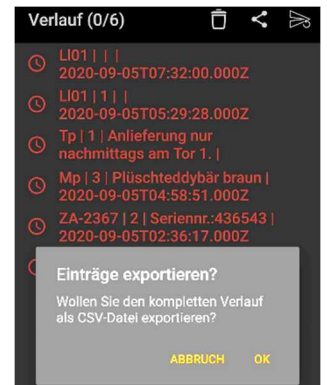 Verlauf (0/6)
LI01 | | |
2020-09-05T07:32:00.000Z
LI01 | 1 | |
2020-09-05T05:29:28.000Z
Tp | 1 | Anlieferung nur
nachmittags am Tor 1. |
Mp | 3 | Plüschteddybär braun |
2020-09-05T04:58:51.000Z
ZA-2367 | 2 | Seriennr.:436543 |
2020-09-05T02:36:17.000Z
Einträge exportieren?
Wollen Sie den kompletten Verlauf
als CSV-Datei exportieren?
ABBRUCH OK